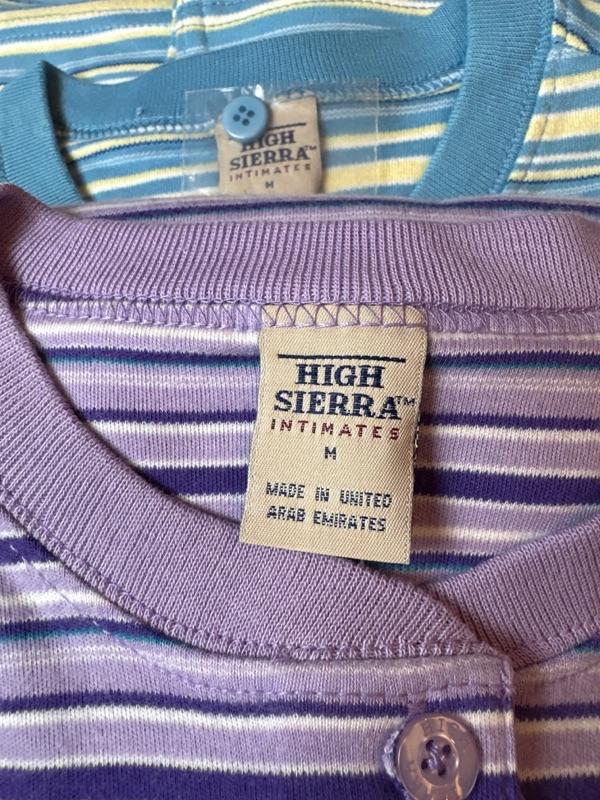 HIGH
SIERRA™
INTIMATES
M
HIGH
SIERRA™
INTIMATES
M
MADE IN UNITED
ARAB EMIRATES